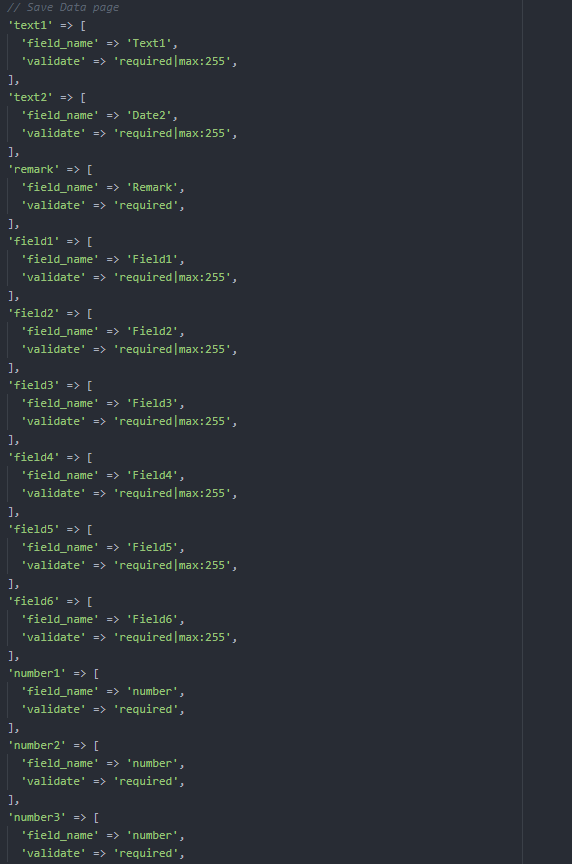 // Save Data page
'text1' => [
'field_name' => 'Text1',
'validate' => 'required|max:255',
],
'text2' => [
'field_name' => 'Date2',
'validate' => 'required|max:255',
],
'remark' => [
'field_name' => 'Remark',
'validate' => 'required',
],
'field1' => [
'field_name' => 'Field1',
'validate' => 'required|max:255',
],
'field2' => [
'field_name' => 'Field2',
'validate' => 'required|max:255',
],
'field3' => [
'field_name' => 'Field3',
'validate' => 'required|max:255',
],
'field4' => [
'field_name' => 'Field4',
'validate' => 'required|max:255',
],
'field5' => [
'field_name' => 'Field5',
'validate' => 'required|max:255',
],
'field6' => [
'field_name' => 'Field6',
'validate' => 'required|max:255',
],
'number1' => [
'field_name' => 'number',
'validate' => 'required',
],
'number2' => [
'field_name' => 'number',
'validate' => 'required',
],
'number3' => [
'field_name' => 'number',
'validate' => 'required',